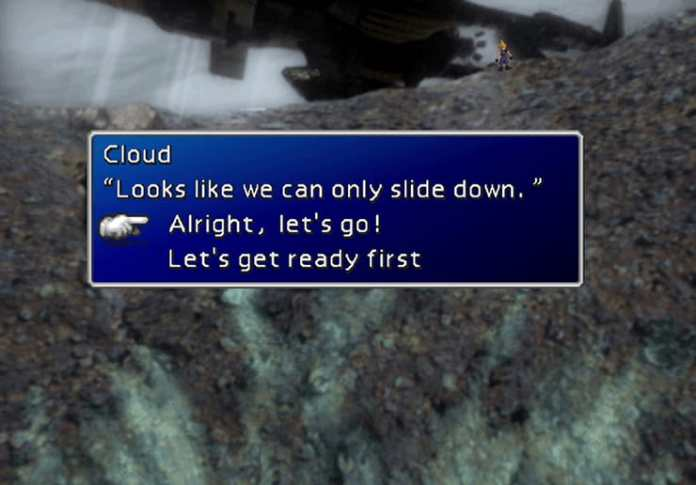 Cloud
“Looks like we can only slide down.”
Alright, let's go!
Let's get ready first